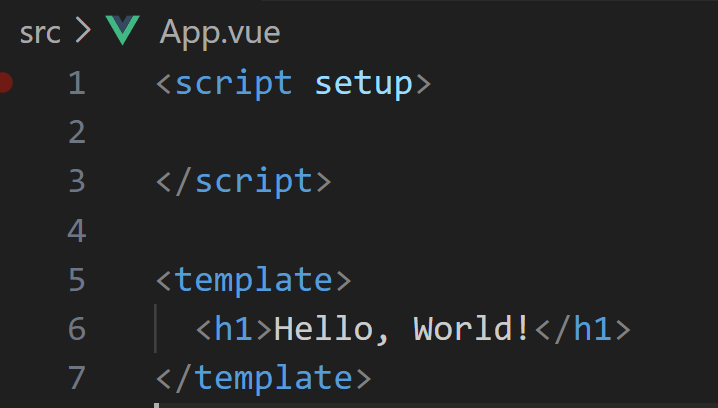 src > App.vue
1 <script setup>
2
3 </script>
4
5 <template>
6   <h1>Hello, World!</h1>
7 </template>